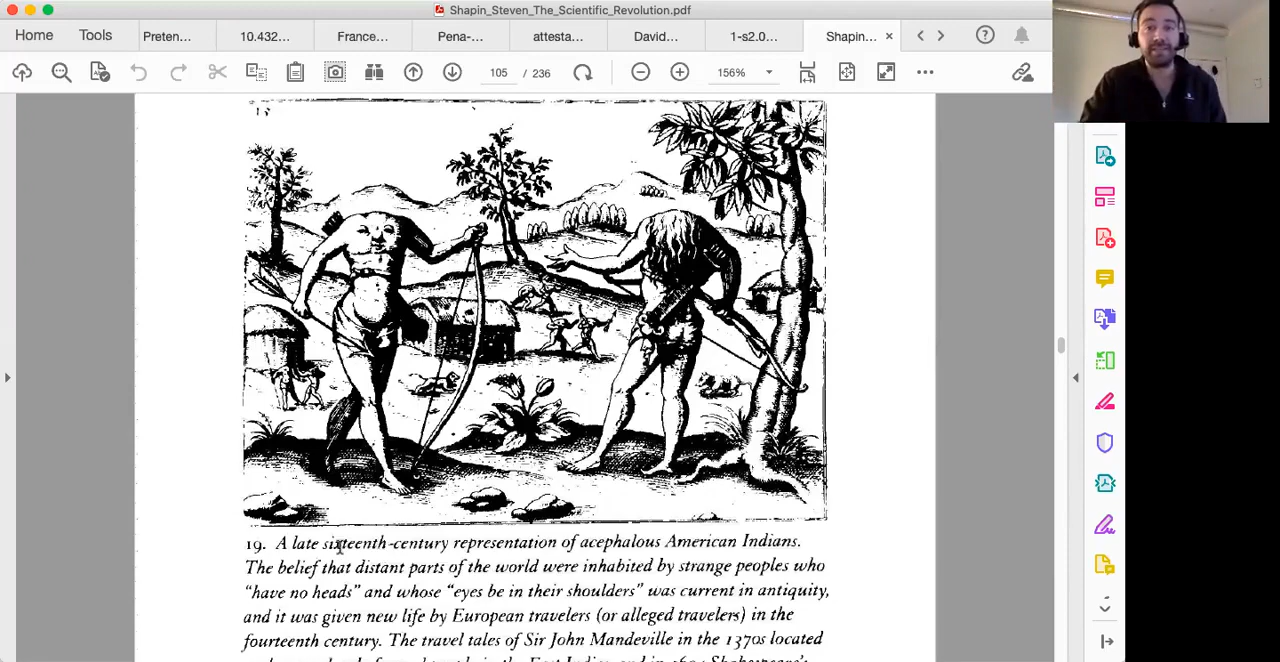 Shapin_Steven_The_Scientific_Revolution.pdf
Home Tools Preten... 10.432... France... Pena-... attesta... David... 1-s2.0... Shapin...
105 / 236 156%
15
19. A late sixteenth-century representation of acephalous American Indians.
The belief that distant parts of the world were inhabited by strange peoples who
"have no heads" and whose "eyes be in their shoulders" was current in antiquity,
and it was given new life by European travelers (or alleged travelers) in the
fourteenth century. The travel tales of Sir John Mandeville in the 1370s located